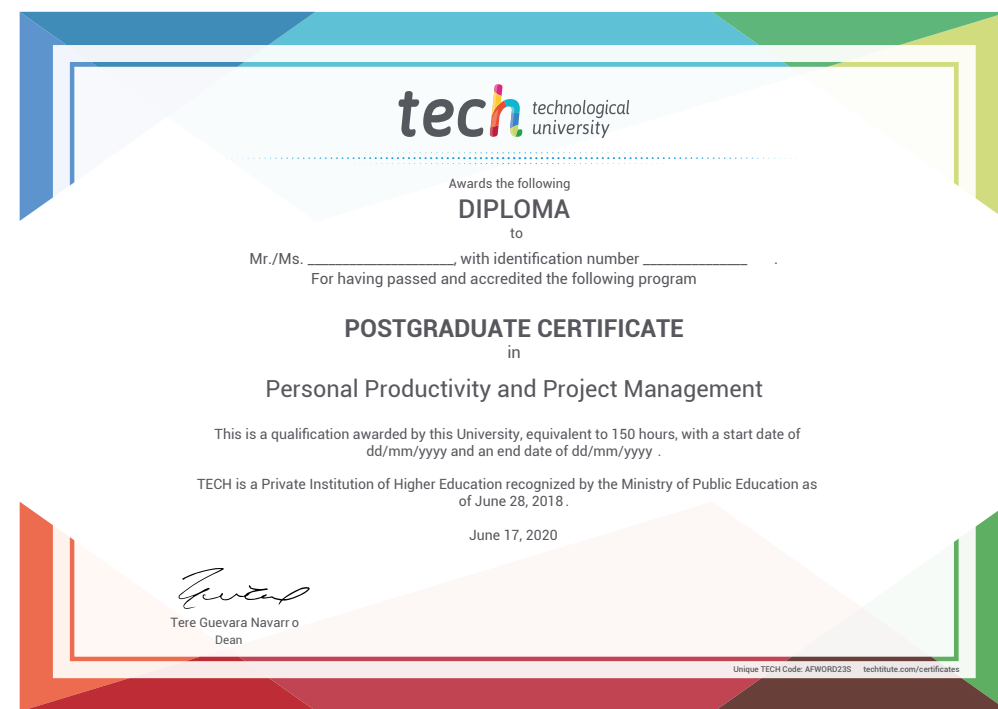 tech technological
university
Awards the following
DIPLOMA
to
Mr./Ms. _____________________, with identification number _______________ .
For having passed and accredited the following program
POSTGRADUATE CERTIFICATE
in
Personal Productivity and Project Management
This is a qualification awarded by this University, equivalent to 150 hours, with a start date of
dd/mm/yyyy and an end date of dd/mm/yyyy .
TECH is a Private Institution of Higher Education recognized by the Ministry of Public Education as
of June 28, 2018.
June 17, 2020
Tere Guevara Navarro
Dean
Unique TECH Code: AFWORD23S techtitute.com/certificates